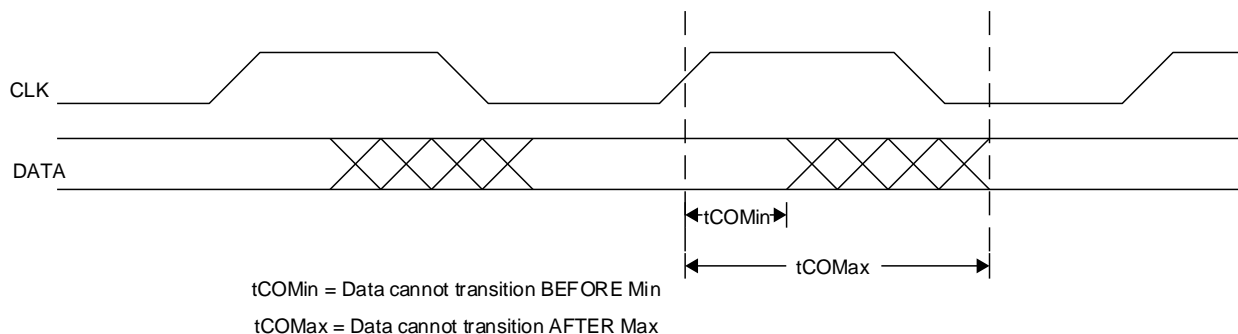 CLK
DATA
tCOMin
tCOMax
tCOMin = Data cannot transition BEFORE Min
tCOMax = Data cannot transition AFTER Max